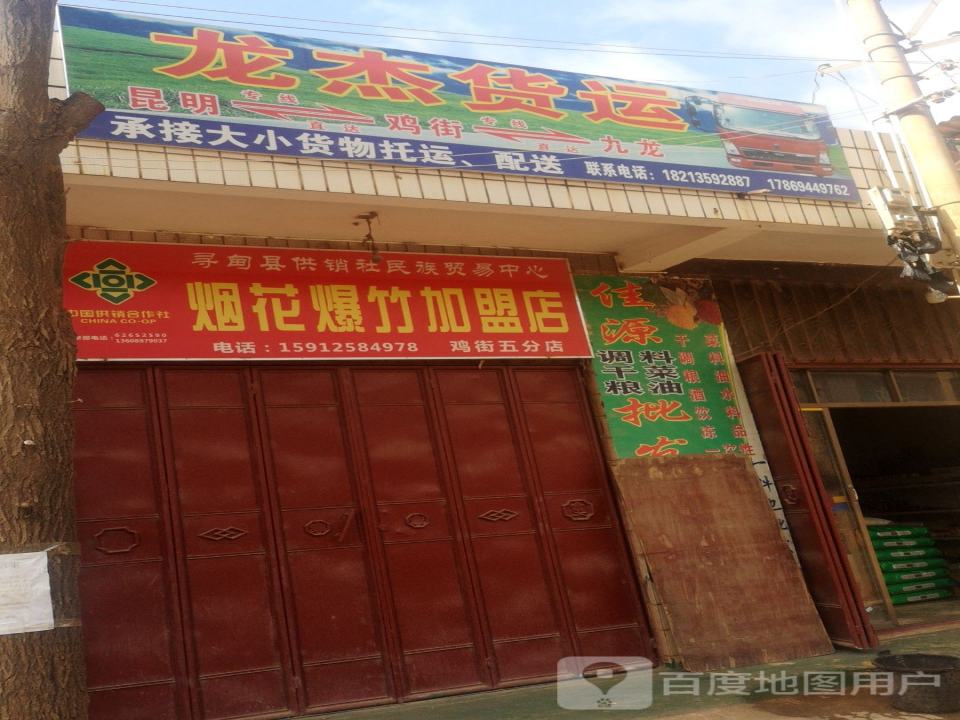 龙杰货运
昆明 专线 直达 鸡街 专线 直达 九龙
承接大小货物托运、配送 联系电话：18213592887 17869449762
寻甸县供销社民族贸易中心
中国供销合作社
CHINA CO-OP
烟花爆竹加盟店
电话：15912584978 鸡街五分店
佳源
调料
干菜
粮油
批发
百度地图用户